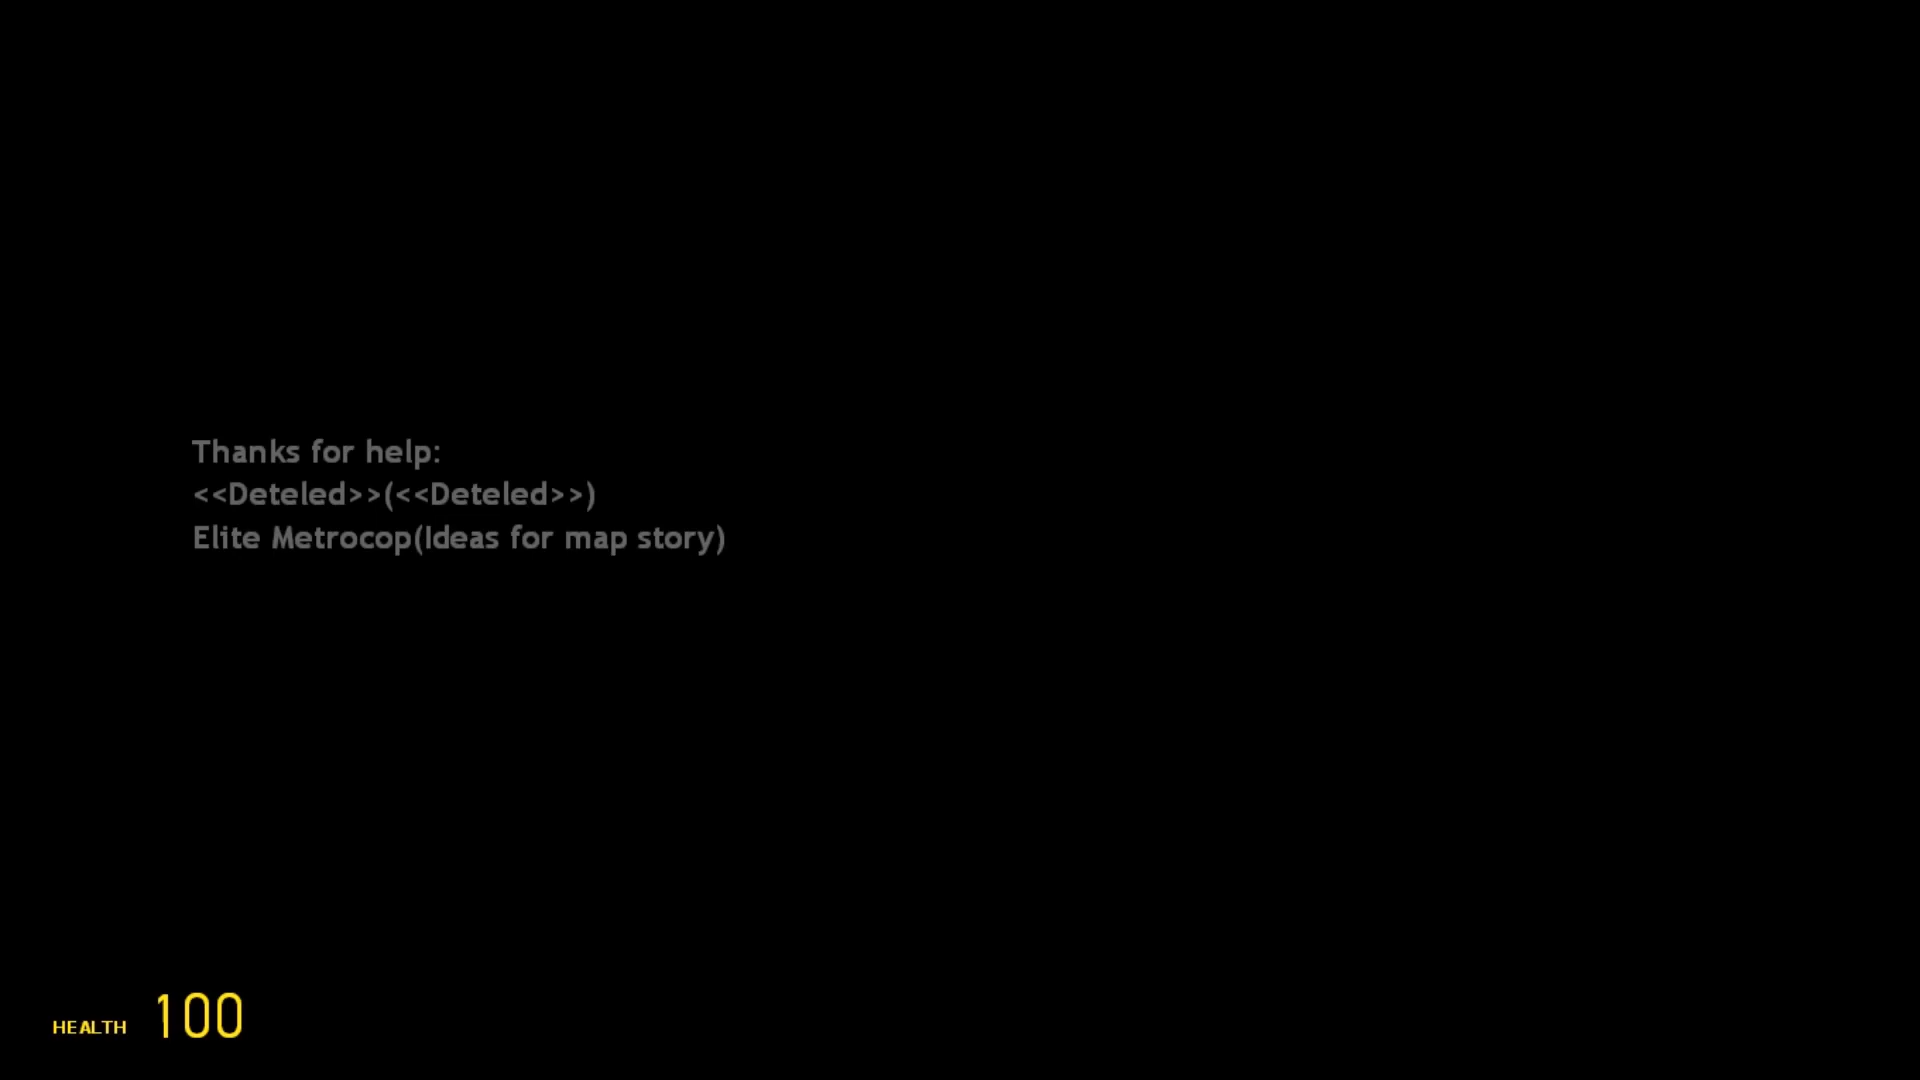 Thanks for help:
<<Deteled>>(<<Deteled>>)
Elite Metrocop(Ideas for map story)
HEALTH 100